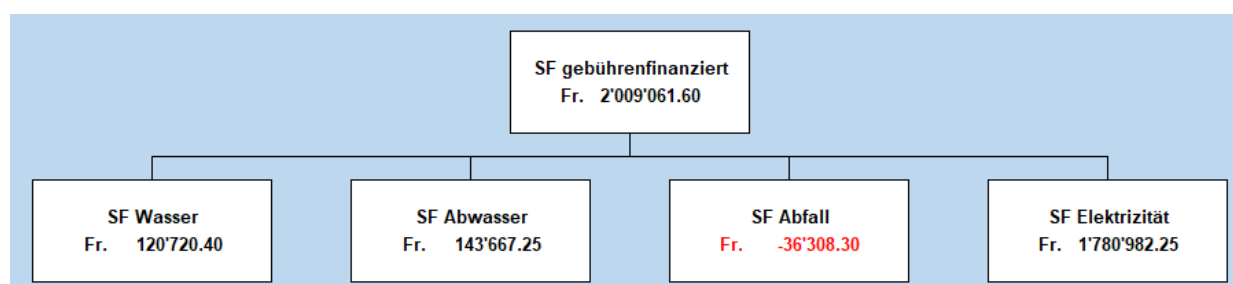 SF gebührenfinanziert
Fr. 2'009'061.60
SF Wasser
Fr. 120'720.40
SF Abwasser
Fr. 143'667.25
SF Abfall
Fr. -36'308.30
SF Elektrizität
Fr. 1'780'982.25